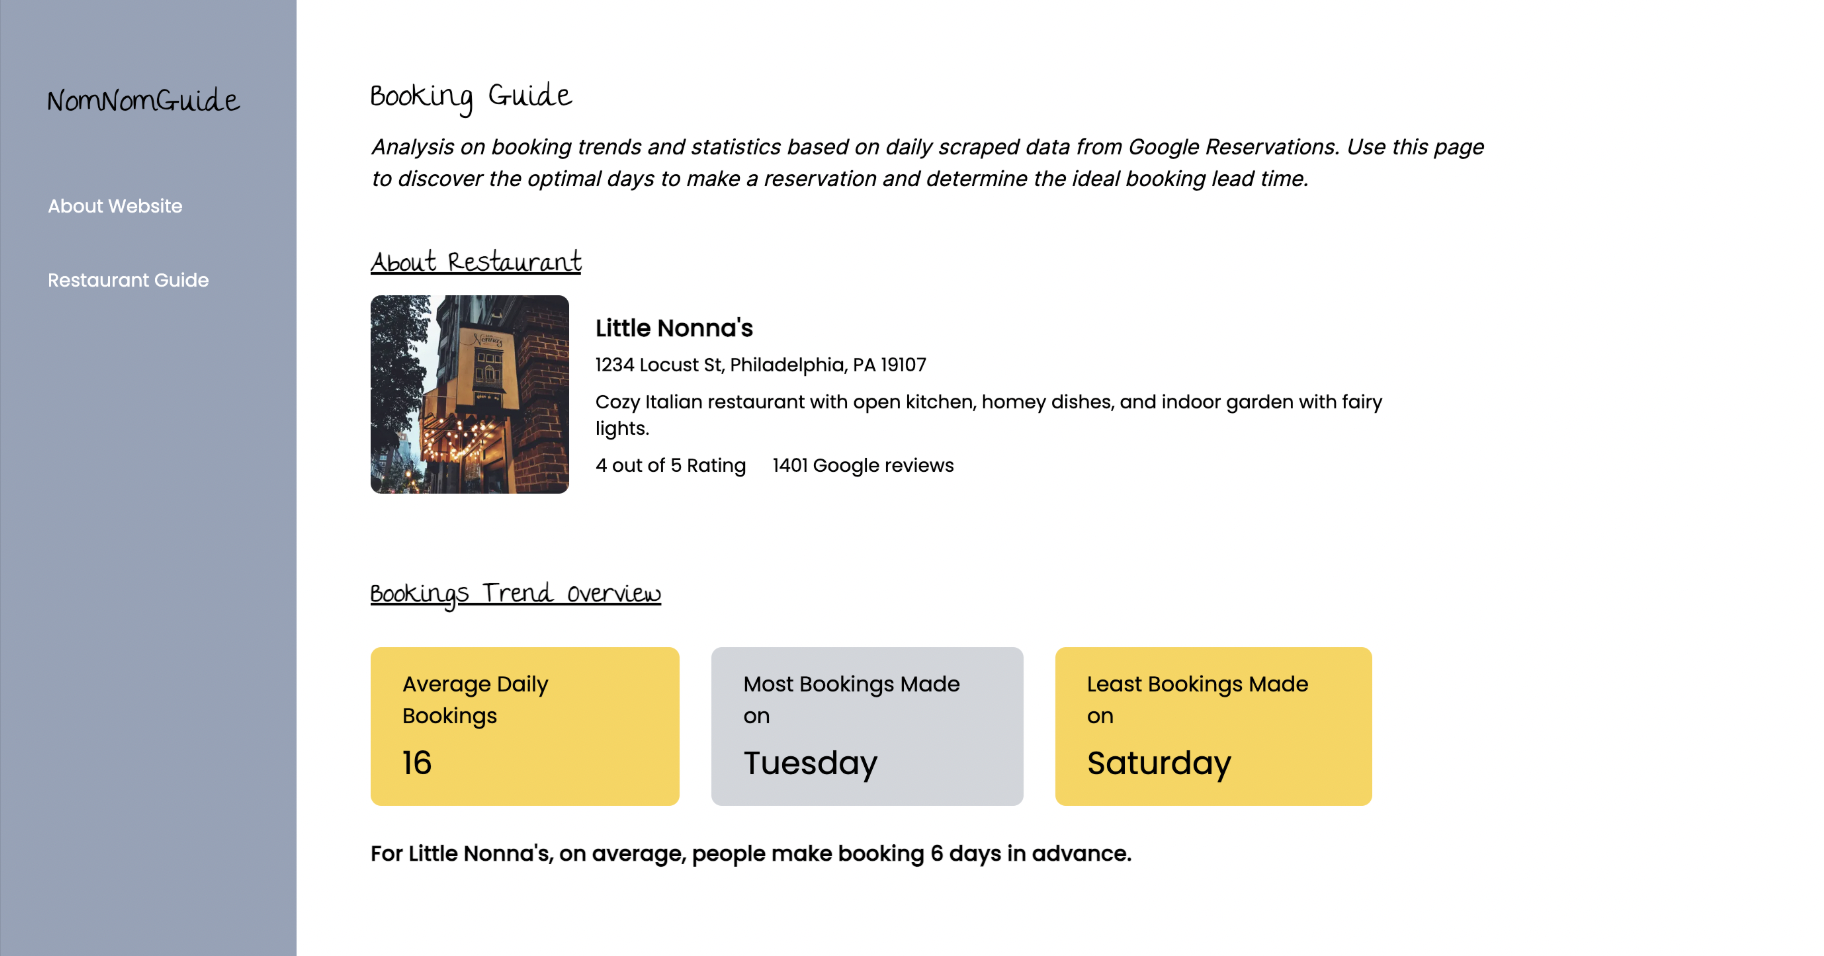 NomNomGuide
About Website
Restaurant Guide
Booking Guide
Analysis on booking trends and statistics based on daily scraped data from Google Reservations. Use this page
to discover the optimal days to make a reservation and determine the ideal booking lead time.
About Restaurant
Nonna's
Little Nonna's
1234 Locust St, Philadelphia, PA 19107
Cozy Italian restaurant with open kitchen, homey dishes, and indoor garden with fairy
lights.
4 out of 5 Rating 1401 Google reviews
Bookings Trend Overview
Average Daily
Bookings
16
Most Bookings Made
on
Tuesday
Least Bookings Made
on
Saturday
For Little Nonna's, on average, people make booking 6 days in advance.